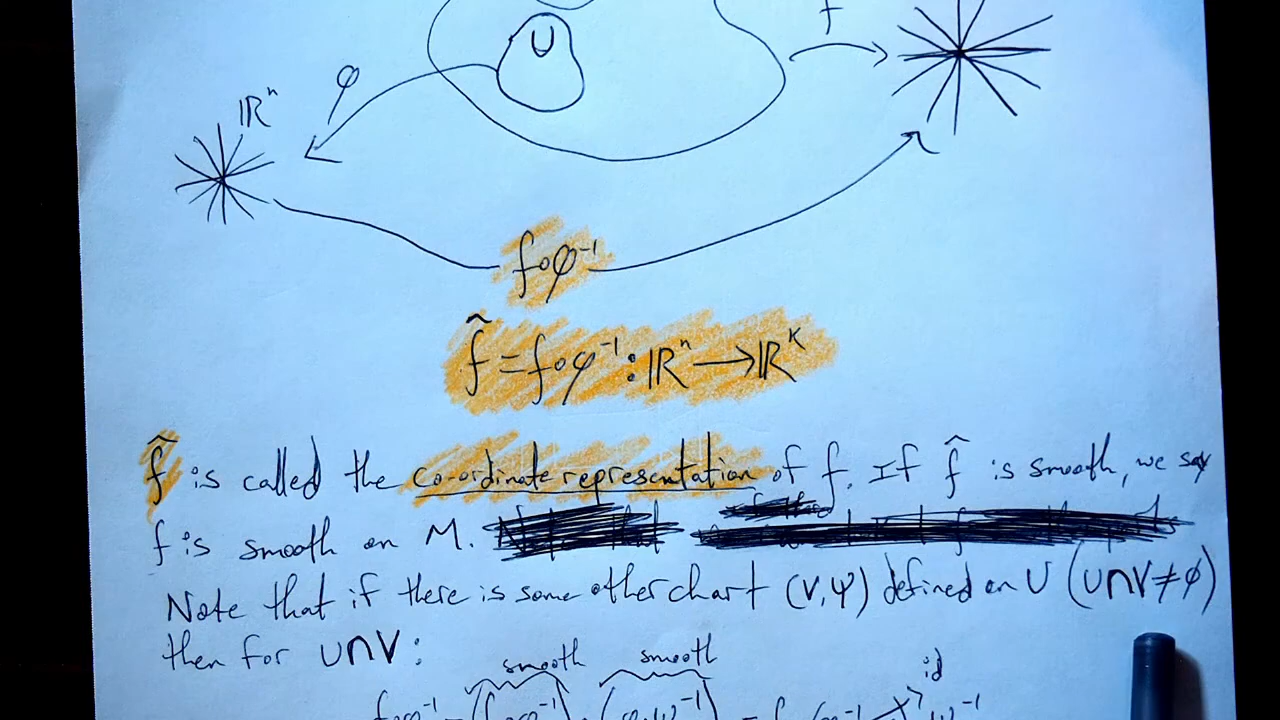 U
f
φ
ℝⁿ
f∘φ⁻¹
f̂ = f∘φ⁻¹ : ℝⁿ → ℝᵏ
f̂ is called the co-ordinate representation of f. If f̂ is smooth, we say
f is smooth on M.
Note that if there is some other chart (V, ψ) defined on U (U∩V≠∅)
then for U∩V:
smooth smooth id